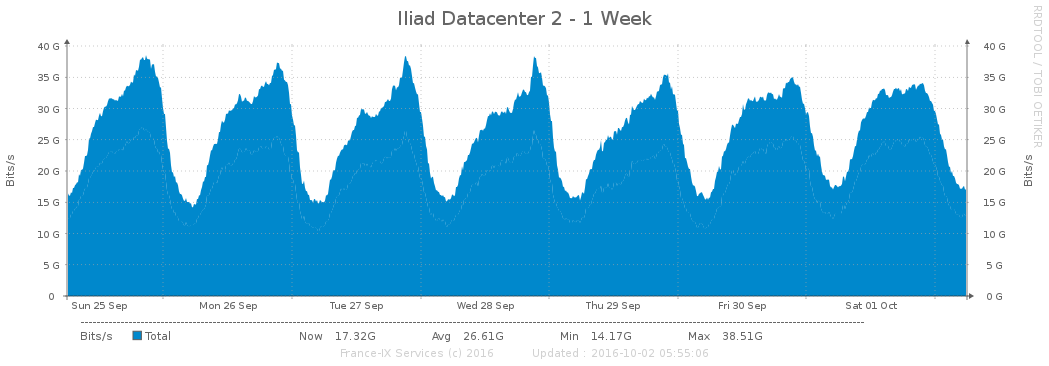 Iliad Datacenter 2 - 1 Week
RRDTOOL / TOBI OETIKER
Bits/s
40 G
35 G
30 G
25 G
20 G
15 G
10 G
5 G
0
40 G
35 G
30 G
25 G
20 G
15 G
10 G
5 G
0 G
Bits/s
Sun 25 Sep Mon 26 Sep Tue 27 Sep Wed 28 Sep Thu 29 Sep Fri 30 Sep Sat 01 Oct
Bits/s Total Now 17.32G Avg 26.61G Min 14.17G Max 38.51G
France-IX Services (c) 2016 Updated : 2016-10-02 05:55:06